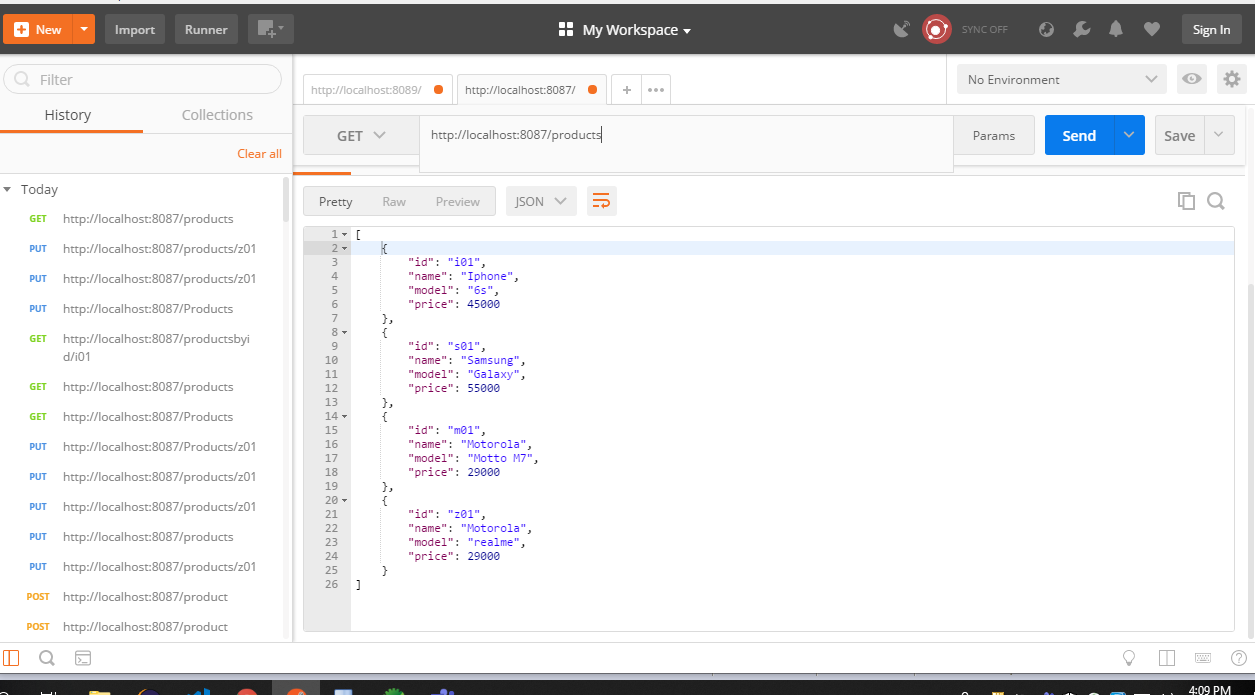 New Import Runner My Workspace SYNC OFF Sign In
Filter
History Collections
Clear all
Today
GET http://localhost:8087/products
PUT http://localhost:8087/products/z01
PUT http://localhost:8087/products/z01
PUT http://localhost:8087/Products
GET http://localhost:8087/productsbyi
d/i01
GET http://localhost:8087/products
GET http://localhost:8087/Products
PUT http://localhost:8087/Products/z01
PUT http://localhost:8087/products/z01
PUT http://localhost:8087/products/z01
PUT http://localhost:8087/products
PUT http://localhost:8087/products/z01
POST http://localhost:8087/product
POST http://localhost:8087/product
http://localhost:8089/ http://localhost:8087/ + ••• No Environment
GET http://localhost:8087/products Params Send Save
Pretty Raw Preview JSON
1 [
2 {
3 "id": "i01",
4 "name": "Iphone",
5 "model": "6s",
6 "price": 45000
7 },
8 {
9 "id": "s01",
10 "name": "Samsung",
11 "model": "Galaxy",
12 "price": 55000
13 },
14 {
15 "id": "m01",
16 "name": "Motorola",
17 "model": "Motto M7",
18 "price": 29000
19 },
20 {
21 "id": "z01",
22 "name": "Motorola",
23 "model": "realme",
24 "price": 29000
25 }
26 ]
4:09 PM